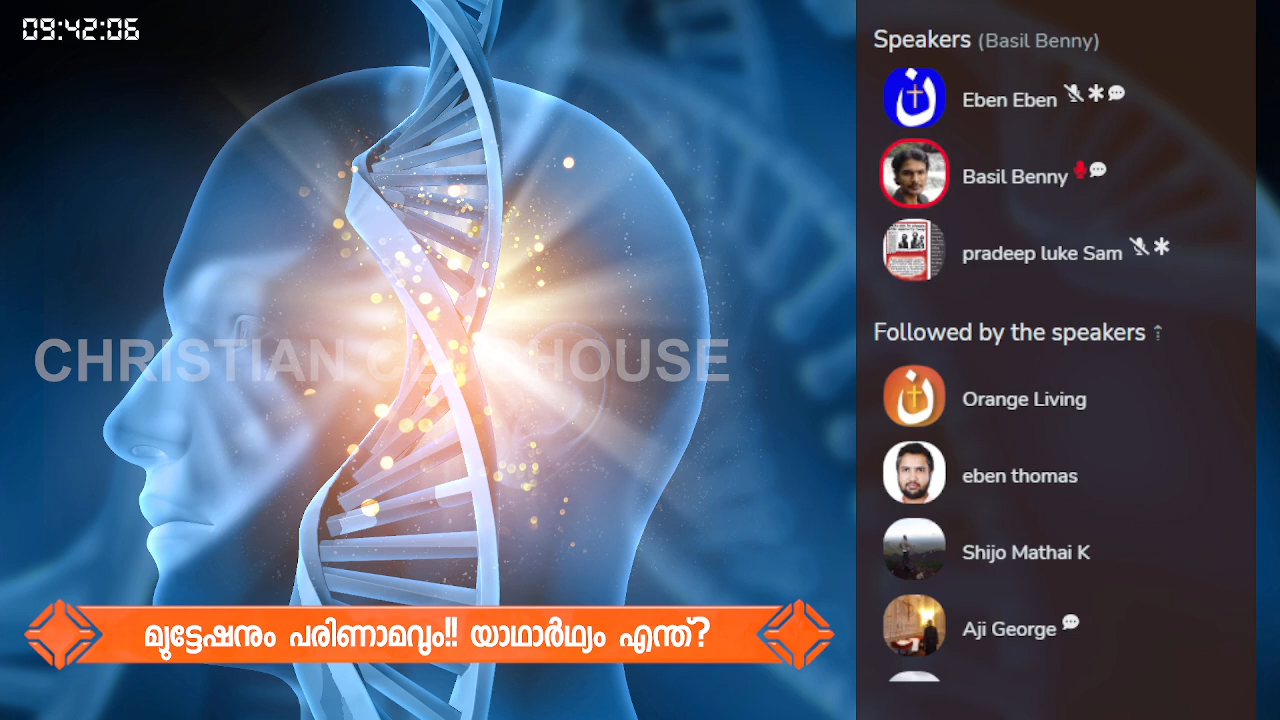 09:42:06
CHRISTIAN C HOUSE
മ്യുട്ടേഷനും പരിണാമവും!! യാഥാർഥ്യം എന്ത്?
Speakers (Basil Benny)
Eben Eben
Basil Benny
pradeep luke Sam
Followed by the speakers
Orange Living
eben thomas
Shijo Mathai K
Aji George